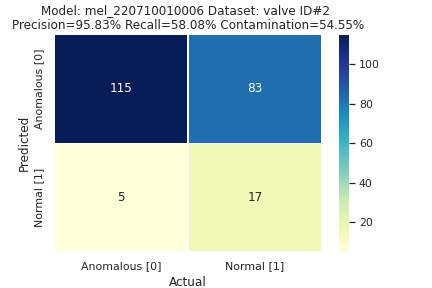 Model: mel_220710010006 Dataset: valve ID#2
Precision=95.83% Recall=58.08% Contamination=54.55%
Predicted
Anomalous [0]
115
83
Normal [1]
5
17
Anomalous [0]
Normal [1]
Actual
100
80
60
40
20